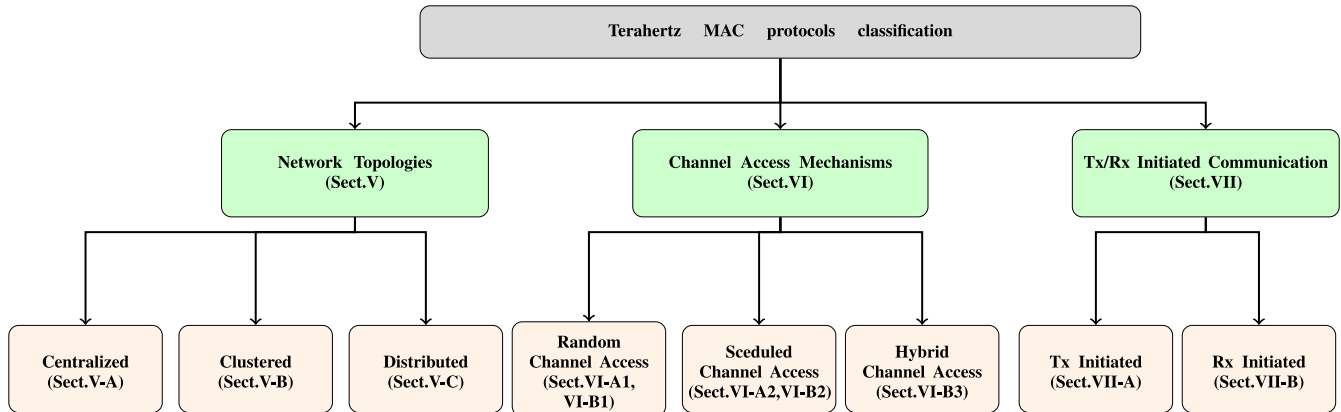 Terahertz MAC protocols classification
Network Topologies
(Sect.V)
Channel Access Mechanisms
(Sect.VI)
Tx/Rx Initiated Communication
(Sect.VII)
Centralized
(Sect.V-A)
Clustered
(Sect.V-B)
Distributed
(Sect.V-C)
Random
Channel Access
(Sect.VI-A1,
VI-B1)
Sceduled
Channel Access
(Sect.VI-A2,VI-B2)
Hybrid
Channel Access
(Sect.VI-B3)
Tx Initiated
(Sect.VII-A)
Rx Initiated
(Sect.VII-B)